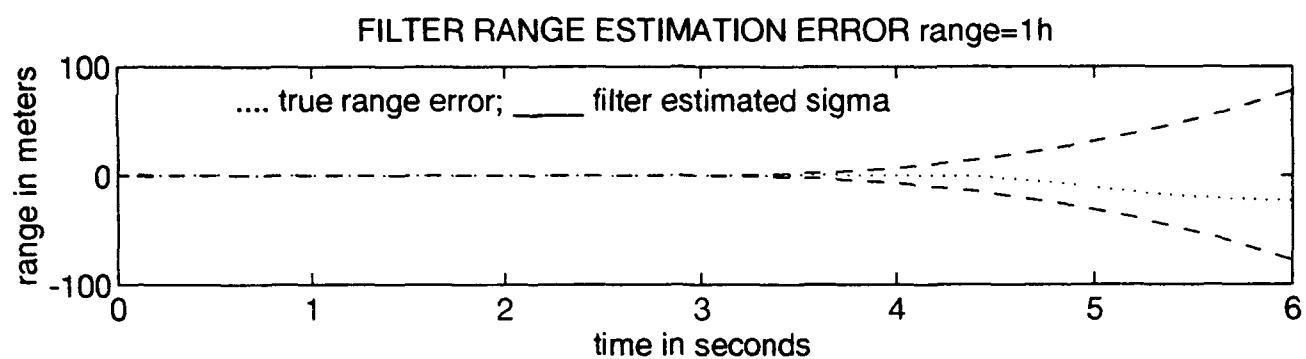 FILTER RANGE ESTIMATION ERROR range=1h
100
.... true range error; ____ filter estimated sigma
range in meters
0
-100
0 1 2 3 4 5 6
time in seconds